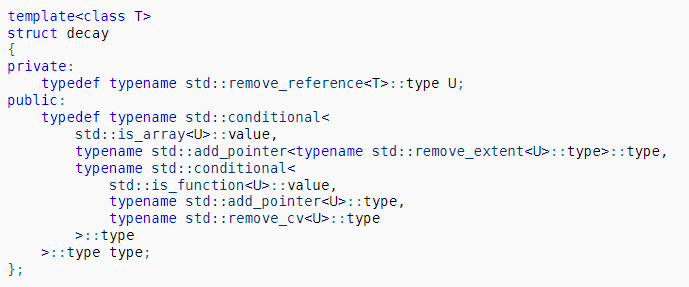 template<class T>
struct decay
{
private:
    typedef typename std::remove_reference<T>::type U;
public:
    typedef typename std::conditional<
        std::is_array<U>::value,
        typename std::add_pointer<typename std::remove_extent<U>::type>::type,
        typename std::conditional<
            std::is_function<U>::value,
            typename std::add_pointer<U>::type,
            typename std::remove_cv<U>::type
        >::type
    >::type type;
};